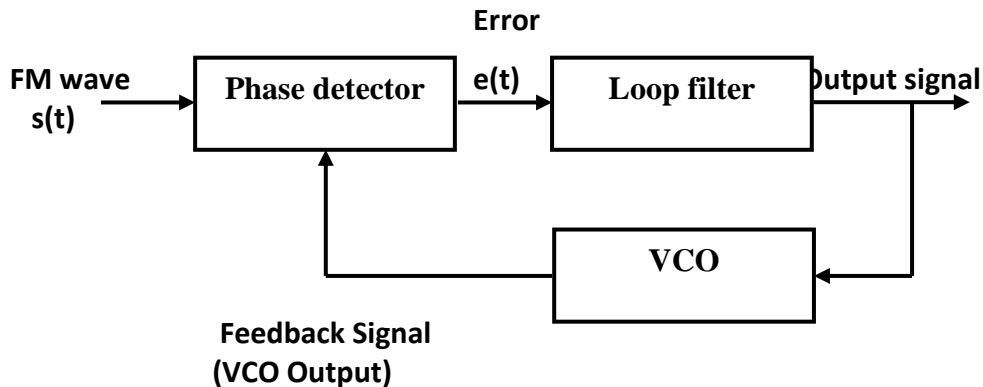 Error
FM wave
s(t)
Phase detector
e(t)
Loop filter
Output signal
VCO
Feedback Signal
(VCO Output)